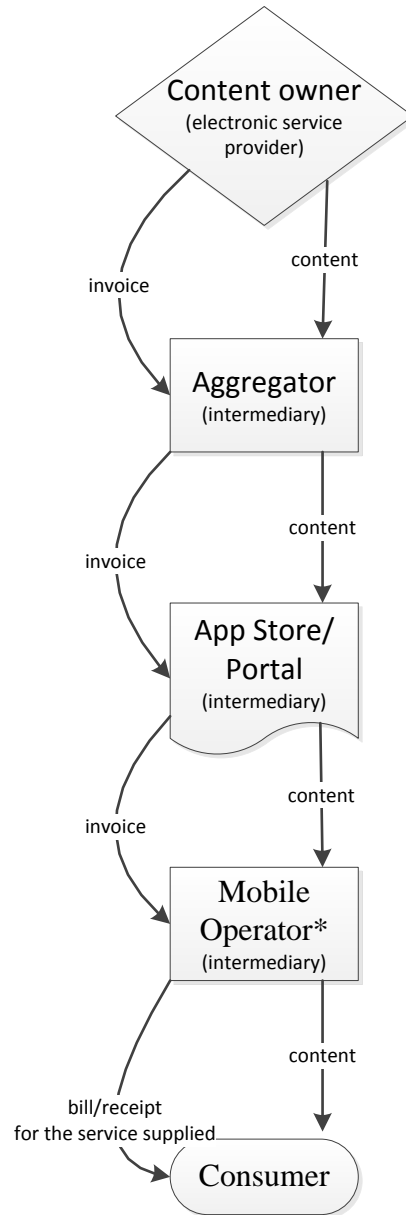 Content owner
(electronic service
provider)
content
invoice
Aggregator
(intermediary)
content
invoice
App Store/
Portal
(intermediary)
content
invoice
Mobile
Operator*
(intermediary)
content
bill/receipt
for the service supplied
Consumer